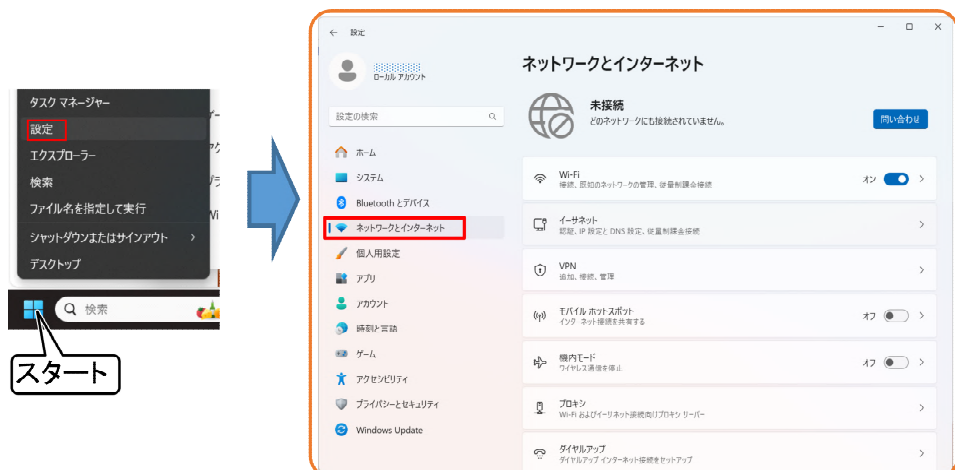 タスク マネージャー
設定
エクスプローラー
検索
ファイル名を指定して実行
シャットダウンまたはサインアウト
デスクトップ
検索
スタート
設定
ローカル アカウント
設定の検索
ホーム
システム
Bluetooth とデバイス
ネットワークとインターネット
個人用設定
アプリ
アカウント
時刻と言語
ゲーム
アクセシビリティ
プライバシーとセキュリティ
Windows Update
ネットワークとインターネット
未接続
どのネットワークにも接続されていません。
問い合わせ
Wi-Fi
接続、既知のネットワークの管理、従量制課金接続
オン
イーサネット
認証、IP 設定と DNS 設定、従量制課金接続
VPN
追加、接続、管理
モバイル ホットスポット
インターネット接続を共有する
オフ
機内モード
ワイヤレス通信を停止
オフ
プロキシ
Wi-Fi およびイーサネット接続向けプロキシ サーバー
ダイヤルアップ
ダイヤルアップ インターネット接続をセットアップ